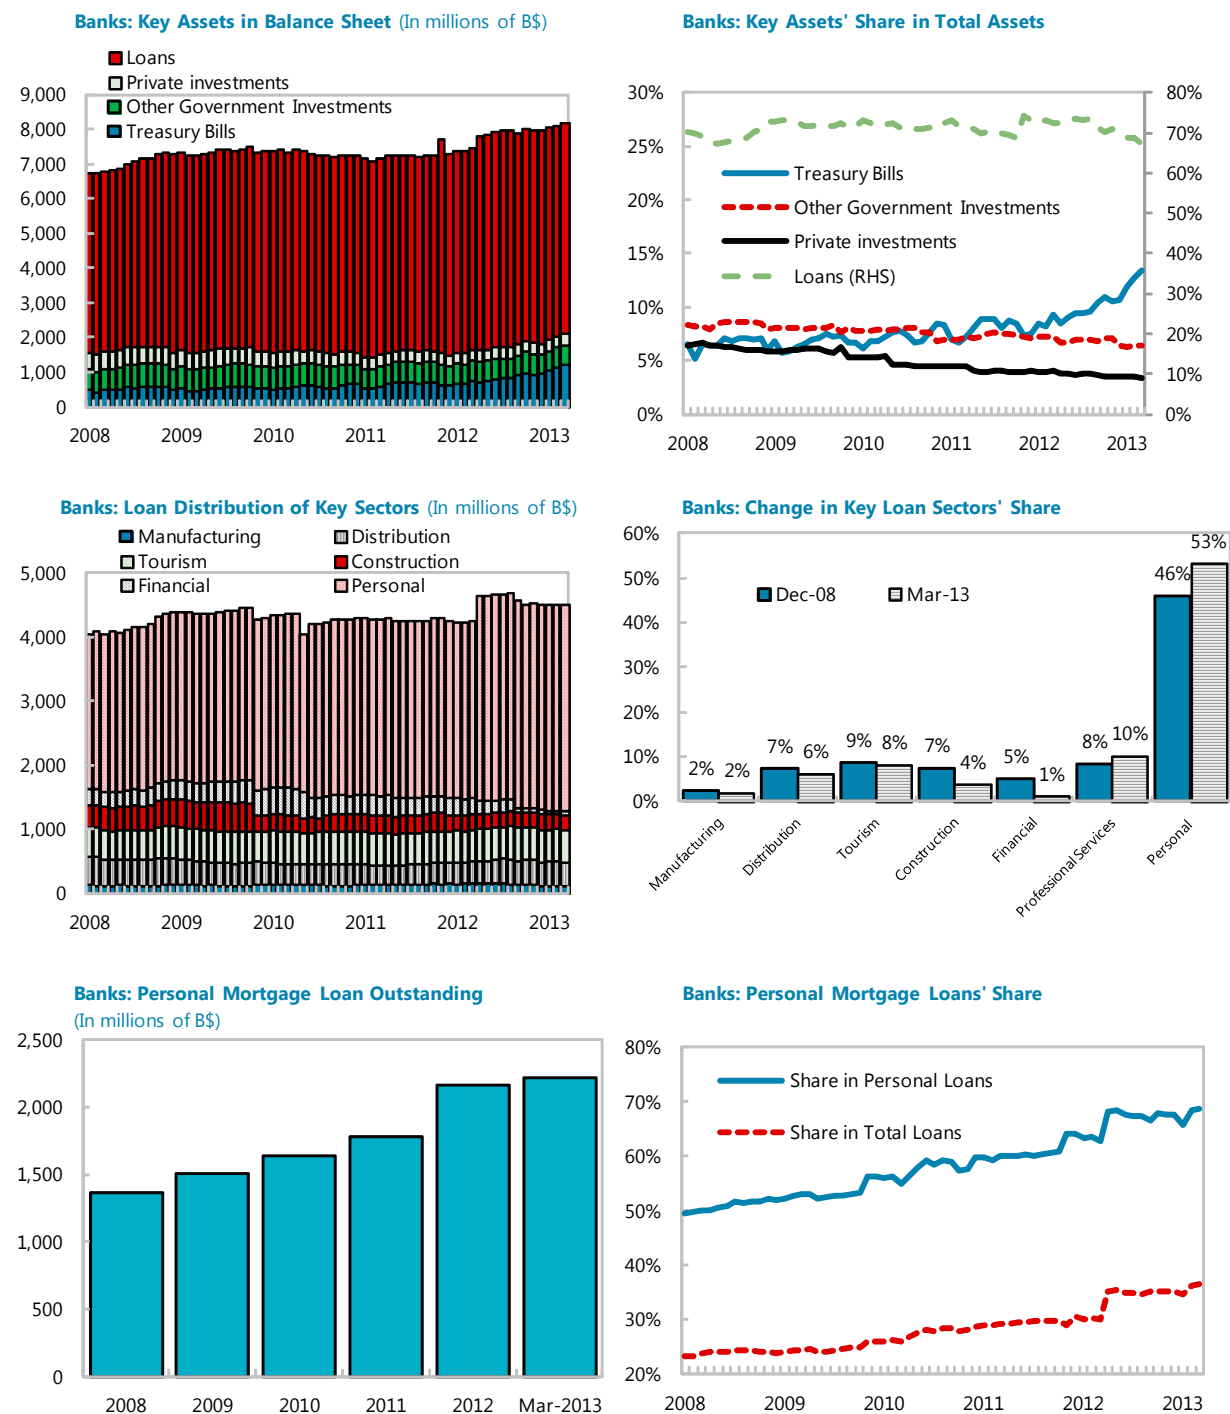 Banks: Key Assets in Balance Sheet (In millions of B$)
Loans
Private investments
Other Government Investments
Treasury Bills
9,000
8,000
7,000
6,000
5,000
4,000
3,000
2,000
1,000
0
2008 2009 2010 2011 2012 2013
Banks: Key Assets' Share in Total Assets
30%
25%
20%
15%
10%
5%
0%
80%
70%
60%
50%
40%
30%
20%
10%
0%
Treasury Bills
Other Government Investments
Private investments
Loans (RHS)
2008 2009 2010 2011 2012 2013
Banks: Loan Distribution of Key Sectors (In millions of B$)
Manufacturing Distribution
Tourism Construction
Financial Personal
5,000
4,000
3,000
2,000
1,000
0
2008 2009 2010 2011 2012 2013
Banks: Change in Key Loan Sectors' Share
60%
50%
40%
30%
20%
10%
0%
Dec-08 Mar-13
2% 2% 7% 6% 9% 8% 7% 4% 5% 1% 8% 10% 46% 53%
Manufacturing
Distribution
Tourism
Construction
Financial
Professional Services
Personal
Banks: Personal Mortgage Loan Outstanding
(In millions of B$)
2,500
2,000
1,500
1,000
500
0
2008 2009 2010 2011 2012 Mar-2013
Banks: Personal Mortgage Loans' Share
80%
70%
60%
50%
40%
30%
20%
Share in Personal Loans
Share in Total Loans
2008 2009 2010 2011 2012 2013